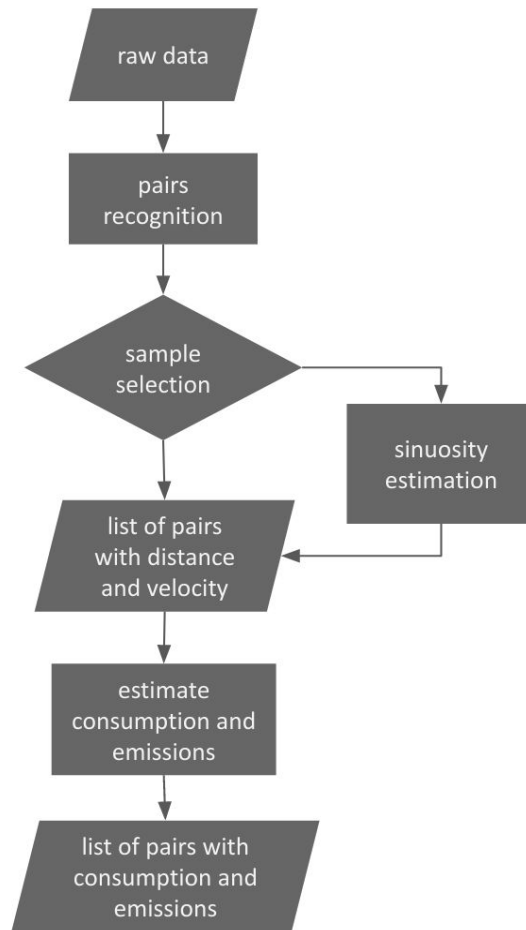 raw data
pairs
recognition
sample
selection
sinuosity
estimation
list of pairs
with distance
and velocity
estimate
consumption and
emissions
list of pairs with
consumption and
emissions